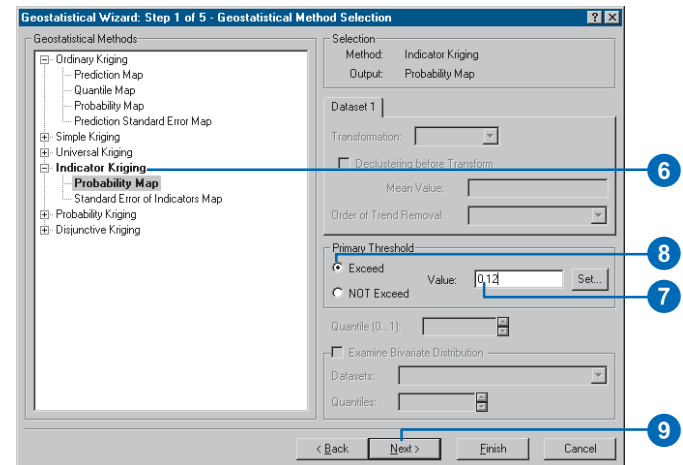 Geostatistical Wizard: Step 1 of 5 - Geostatistical Method Selection
Geostatistical Methods
Ordinary Kriging
Prediction Map
Quantile Map
Probability Map
Prediction Standard Error Map
Simple Kriging
Universal Kriging
Indicator Kriging
Probability Map
Standard Error of Indicators Map
Probability Kriging
Disjunctive Kriging
Selection
Method: Indicator Kriging
Output: Probability Map
Dataset 1
Transformation:
Declustering before Transform
Mean Value:
Order of Trend Removal:
6
Primary Threshold
Exceed
NOT Exceed
Value: 0.12
Set...
8
7
Quantile (0...1):
Examine Bivariate Distribution
Datasets:
Quantiles:
9
< Back
Next >
Finish
Cancel